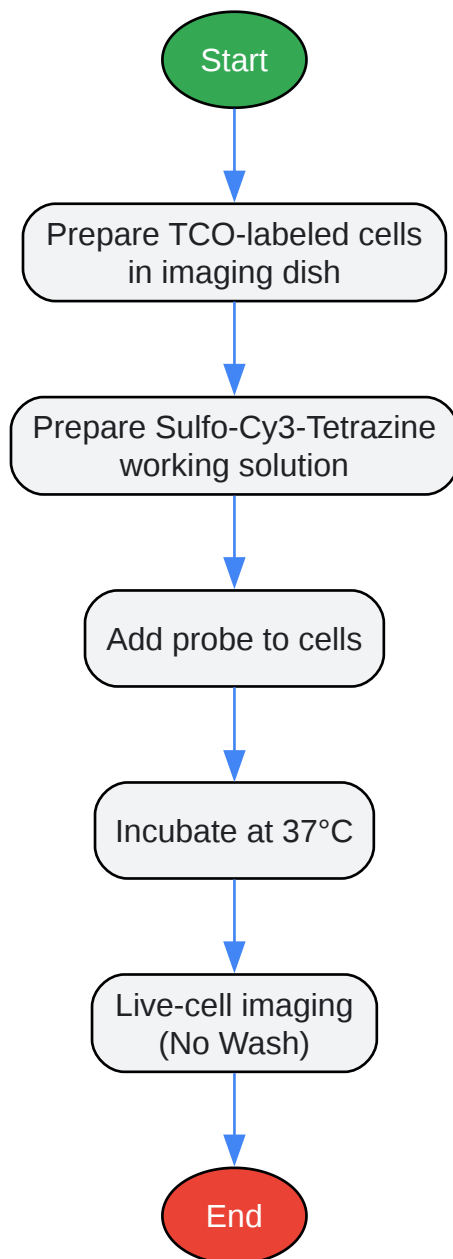 Start
Prepare TCO-labeled cells
in imaging dish
Prepare Sulfo-Cy3-Tetrazine
working solution
Add probe to cells
Incubate at 37°C
Live-cell imaging
(No Wash)
End